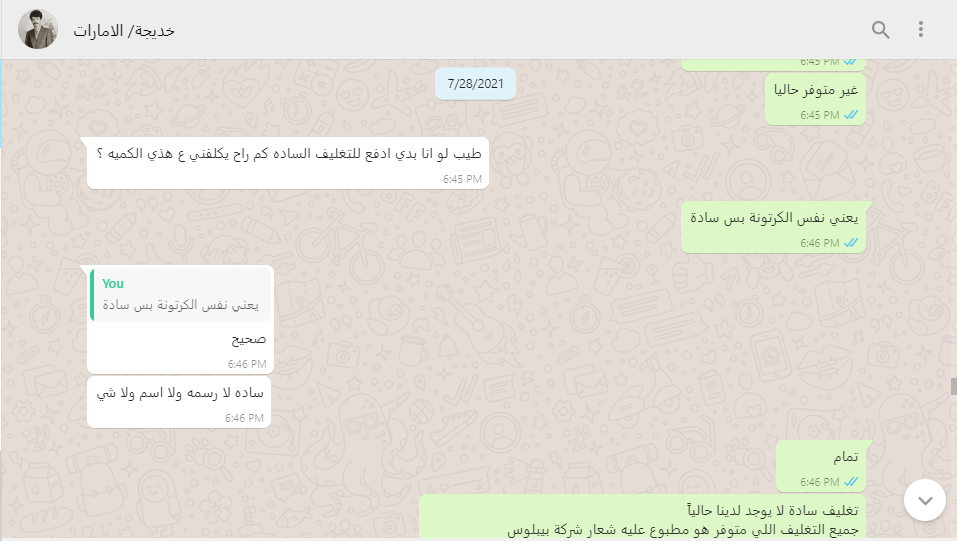 خديجة/ الامارات
6:45 PM
7/28/2021
غير متوفر حاليا
6:45 PM
طيب لو انا بدي ادفع للتغليف الساده كم راح يكلفني ع هذي الكميه ؟
6:45 PM
يعني نفس الكرتونة بس سادة
6:46 PM
You
يعني نفس الكرتونة بس سادة
صحيح
6:46 PM
ساده لا رسمه ولا اسم ولا شي
6:46 PM
تمام
6:46 PM
تغليف سادة لا يوجد لدينا حالياً
جميع التغليف اللي متوفر هو مطبوع عليه شعار شركة بيبلوس